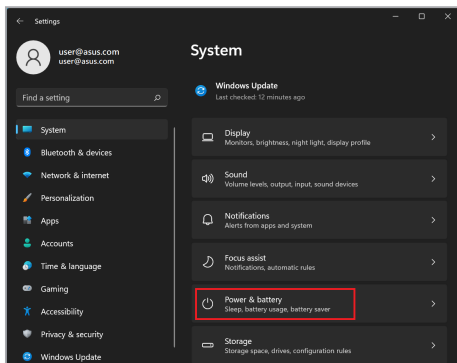 Settings
user@asus.com
user@asus.com
Find a setting
System
Bluetooth & devices
Network & internet
Personalization
Apps
Accounts
Time & language
Gaming
Accessibility
Privacy & security
Windows Update
System
Windows Update
Last checked: 12 minutes ago
Display
Monitors, brightness, night light, display profile
Sound
Volume levels, output, input, sound devices
Notifications
Alerts from apps and system
Focus assist
Notifications, automatic rules
Power & battery
Sleep, battery usage, battery saver
Storage
Storage space, drives, configuration rules